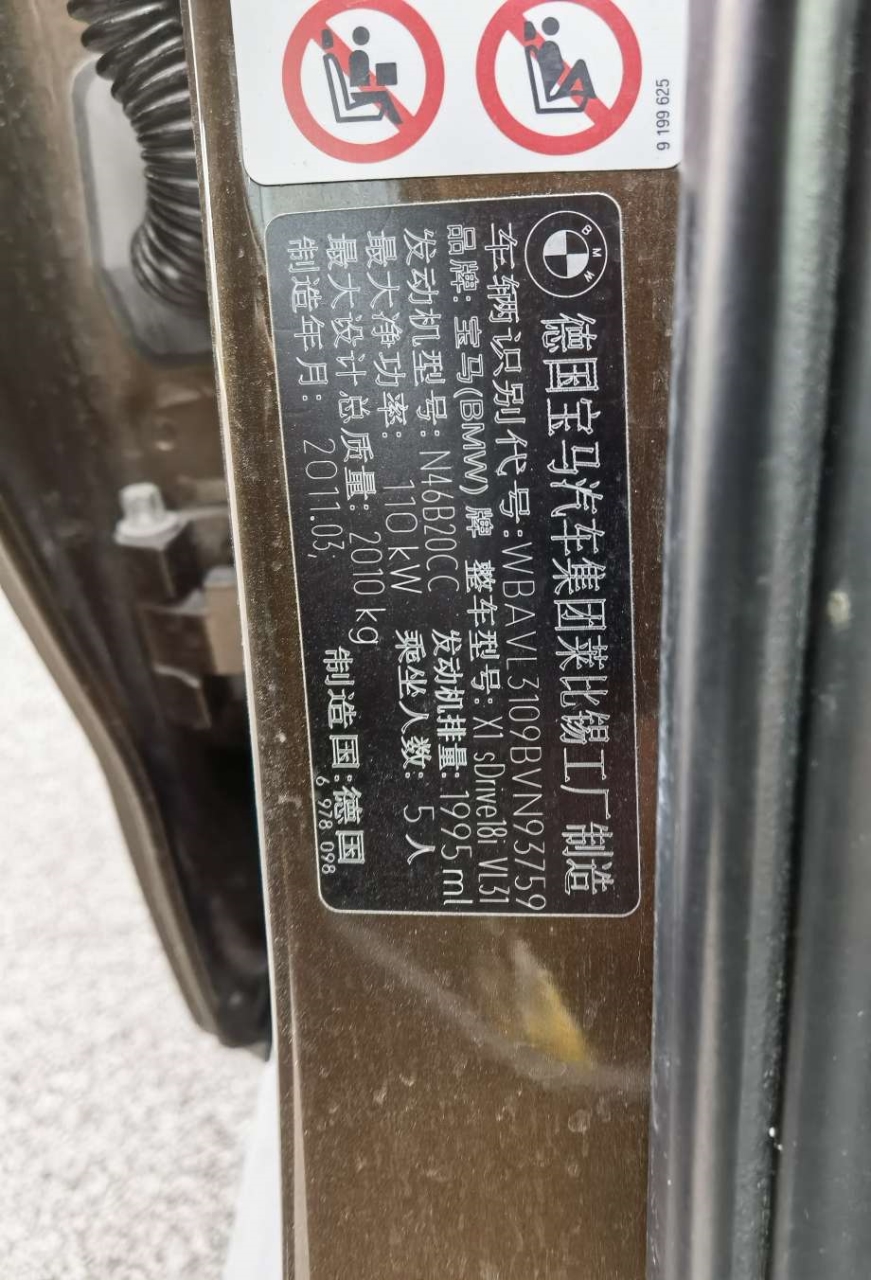 9 199 625
BMW
德国宝马汽车集团莱比锡工厂 制造
车辆识别代号:WBAVL3109BVN93759
品牌: 宝马(BMW) 牌 整车型号: X1 sDrive18i VL31
发动机型号: N46B20CC 发动机排量: 1995 ml
最大净功率: 110 kW 乘坐人数: 5 人
最大设计总质量: 2010 kg
制造年月: 2011.03, 制造国:德国
6 978 098